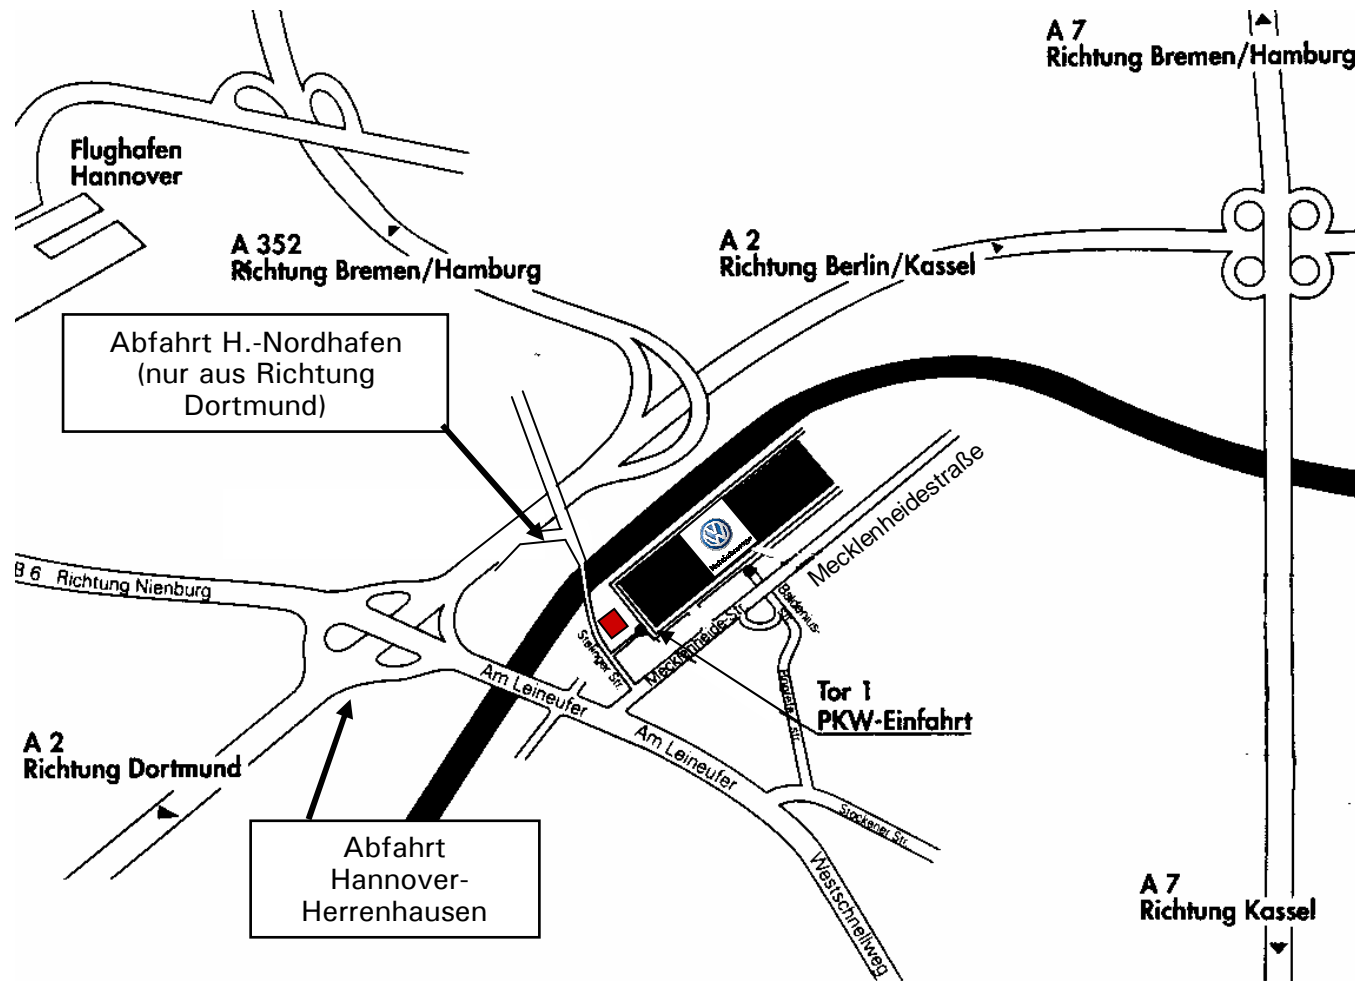 A 7
Richtung Bremen/Hamburg
Flughafen
Hannover
A 352
Richtung Bremen/Hamburg
A 2
Richtung Berlin/Kassel
Abfahrt H.-Nordhafen
(nur aus Richtung
Dortmund)
Mecklenheidestraße
B 6 Richtung Nienburg
Mecklenheide-Str.
Stelinger Str.
Am Leineufer
Tor 1
PKW-Einfahrt
A 2
Richtung Dortmund
Am Leineufer
Stöckener Str.
Abfahrt
Hannover-
Herrenhausen
Westschnellweg
A 7
Richtung Kassel